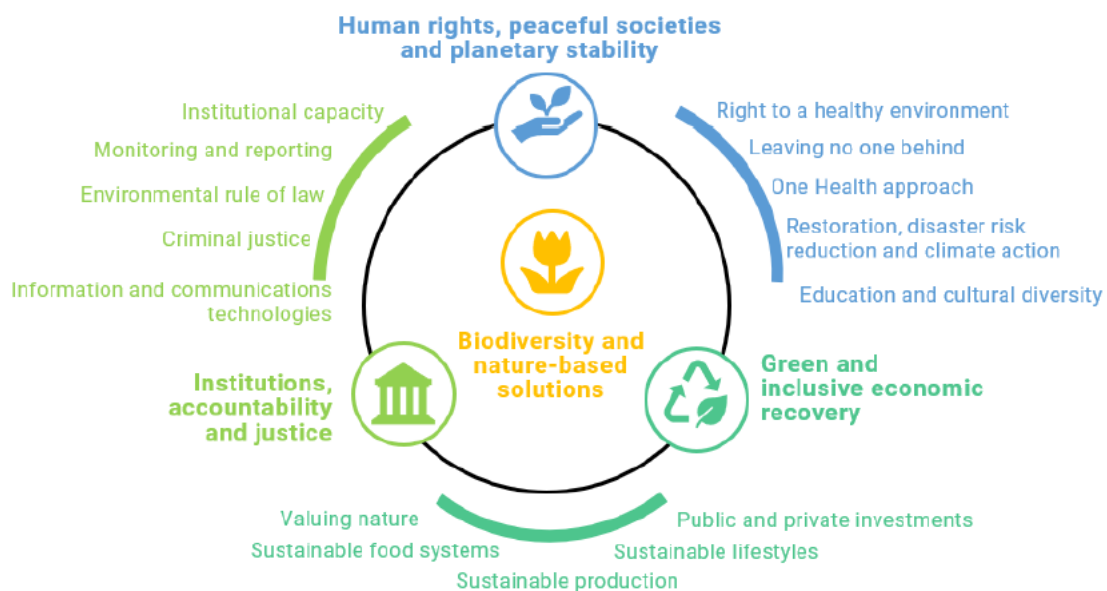 Human rights, peaceful societies
and planetary stability
Institutional capacity
Monitoring and reporting
Environmental rule of law
Criminal justice
Information and communications
technologies
Right to a healthy environment
Leaving no one behind
One Health approach
Restoration, disaster risk
reduction and climate action
Education and cultural diversity
Biodiversity and
nature-based
solutions
Institutions,
accountability
and justice
Green and
inclusive economic
recovery
Valuing nature
Sustainable food systems
Sustainable production
Sustainable lifestyles
Public and private investments